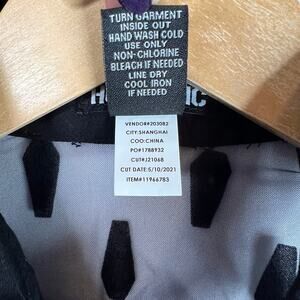 TURN GARMENT
INSIDE OUT
HAND WASH COLD
USE ONLY
NON-CHLORINE
BLEACH IF NEEDED
LINE DRY
COOL IRON
IF NEEDED
VENDOR#203082
CITY:SHANGHAI
COO:CHINA
PO#1788932
CUT#J21068
CUT DATE:5/10/2021
ITEM#11966783